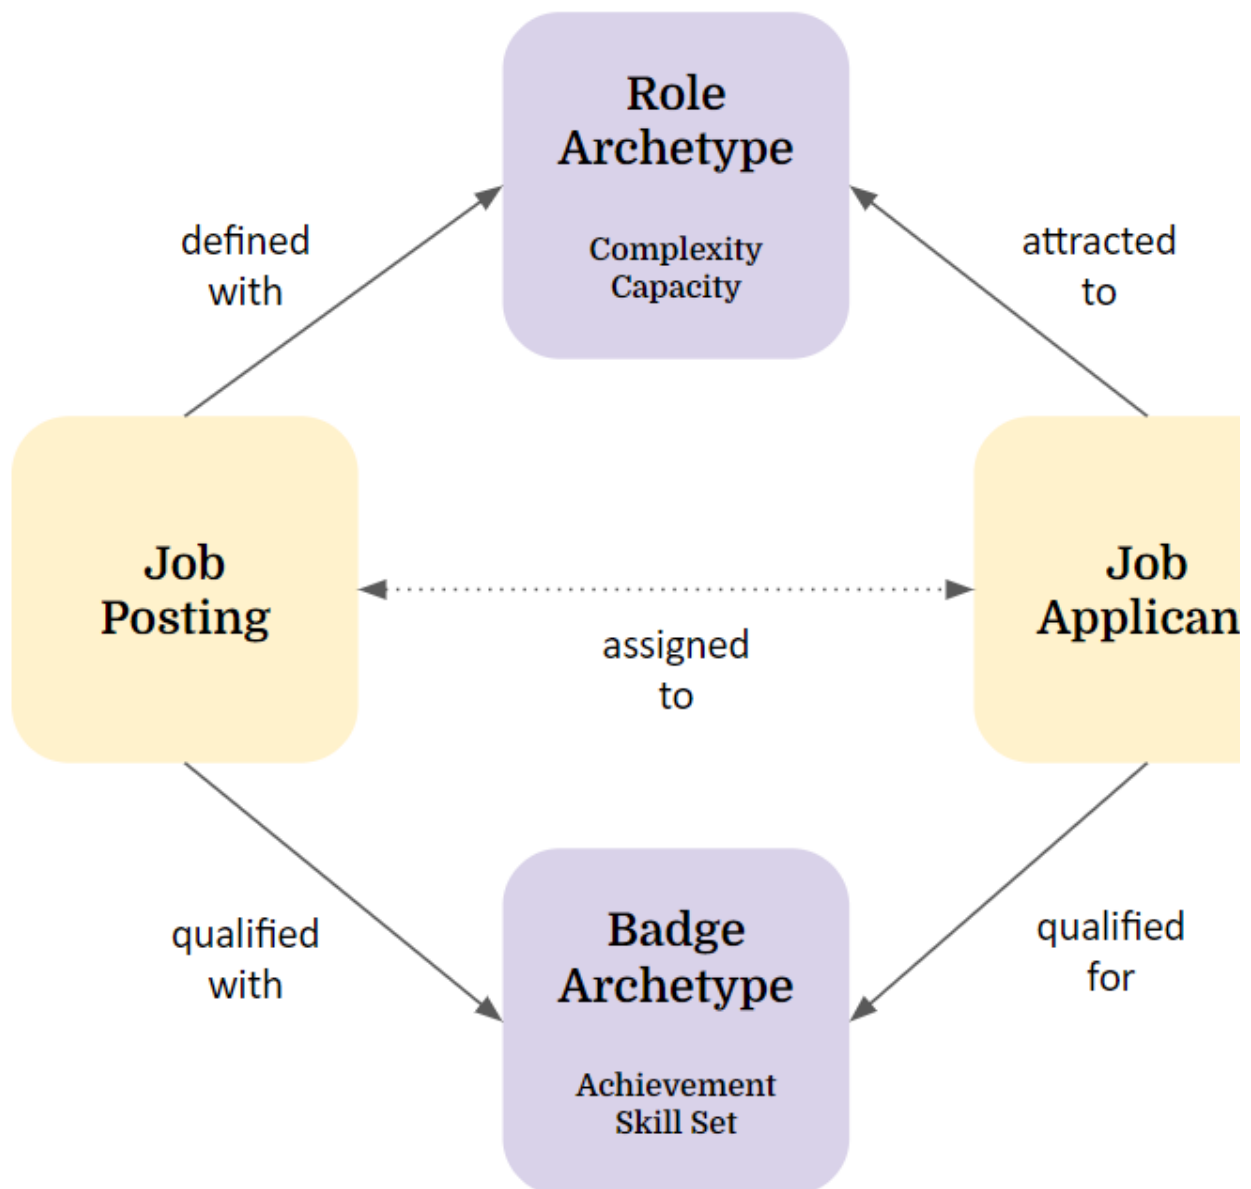 Role
Archetype
Complexity
Capacity
defined
with
attracted
to
Job
Posting
assigned
to
Job
Applican
qualified
with
qualified
for
Badge
Archetype
Achievement
Skill Set